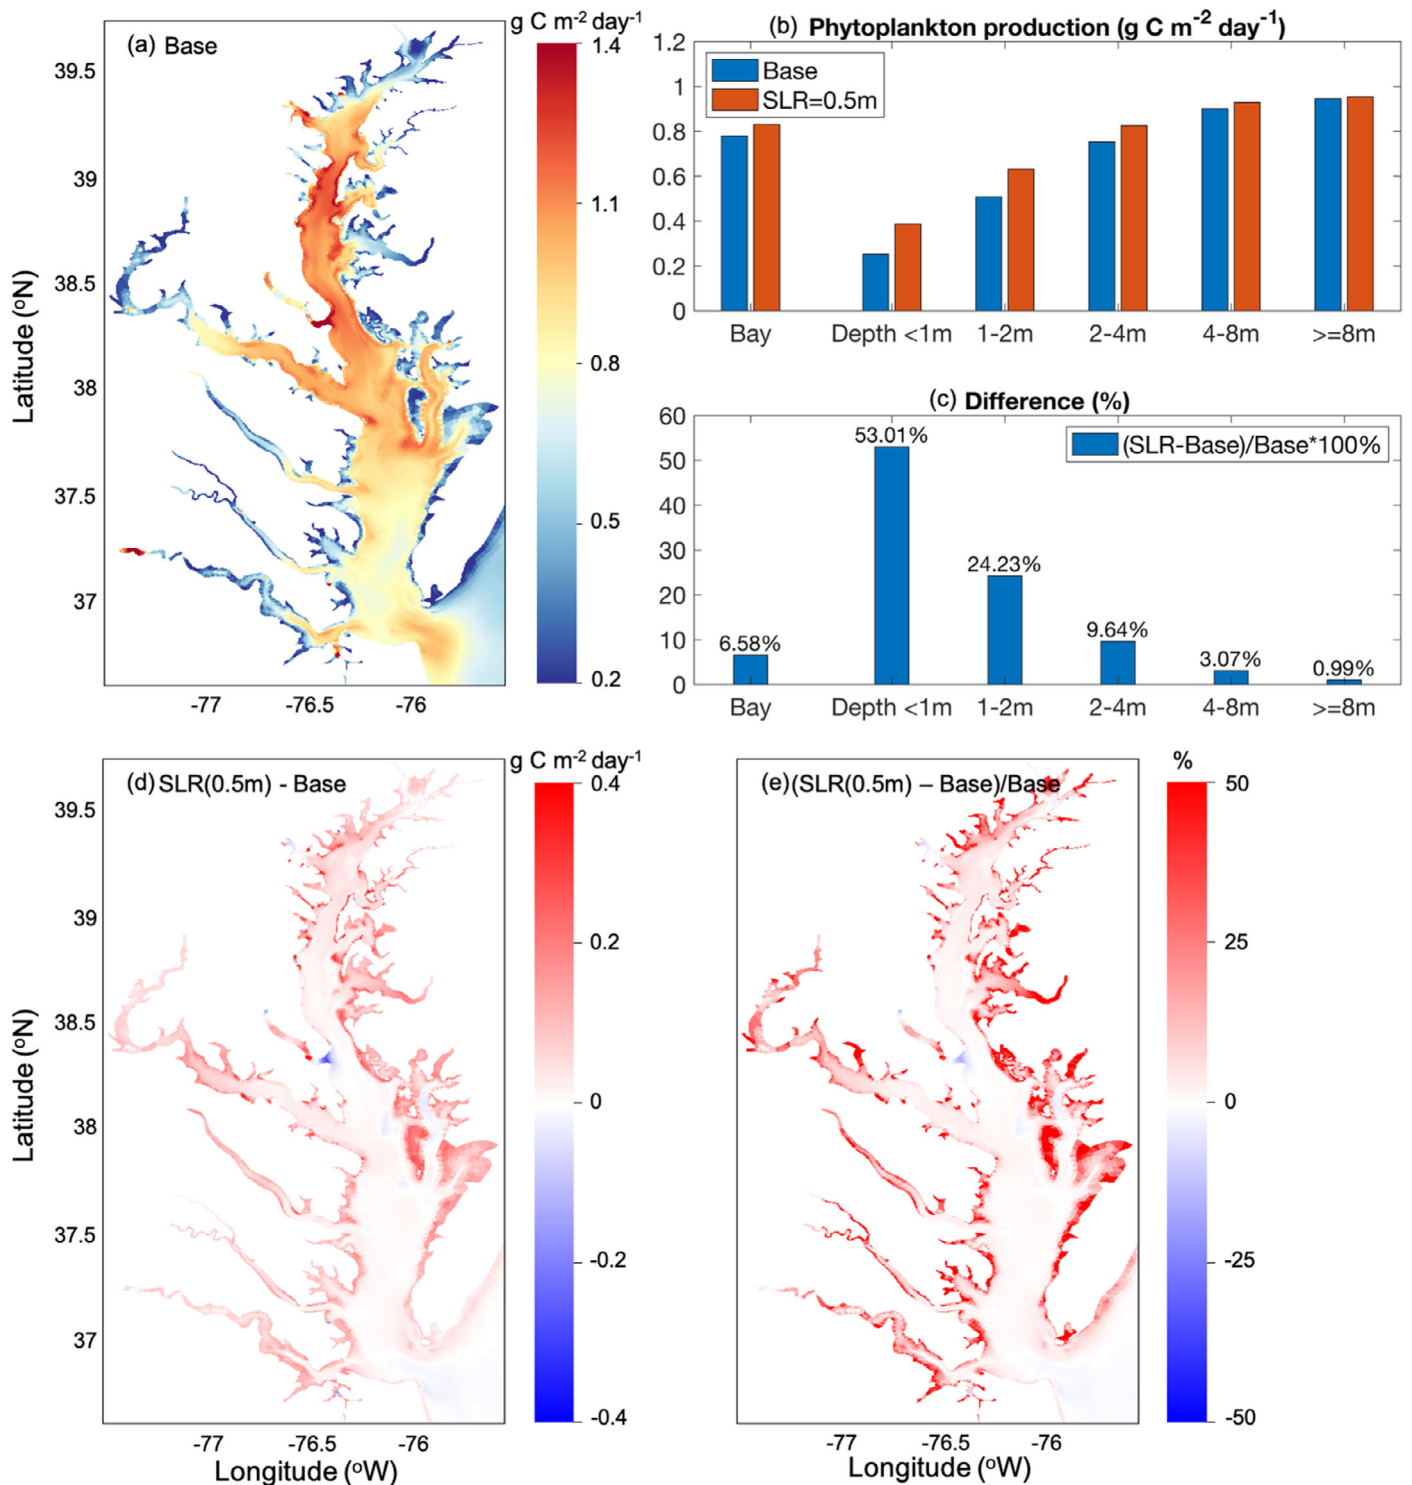 (a) Base
g C m-2 day-1
1.4
1.1
0.8
0.5
0.2
39.5
39
38.5
38
37.5
37
Latitude (oN)
-77
-76.5
-76
(b) Phytoplankton production (g C m-2 day-1)
1.2
1
0.8
0.6
0.4
0.2
0
Base
SLR=0.5m
Bay
Depth <1m
1-2m
2-4m
4-8m
>=8m
(c) Difference (%)
60
50
40
30
20
10
0
(SLR-Base)/Base*100%
6.58%
53.01%
24.23%
9.64%
3.07%
0.99%
Bay
Depth <1m
1-2m
2-4m
4-8m
>=8m
(d) SLR(0.5m) - Base
g C m-2 day-1
0.4
0.2
0
-0.2
-0.4
39.5
39
38.5
38
37.5
37
Latitude (oN)
-77
-76.5
-76
Longitude (oW)
(e) (SLR(0.5m) – Base)/Base
%
50
25
0
-25
-50
-77
-76.5
-76
Longitude (oW)